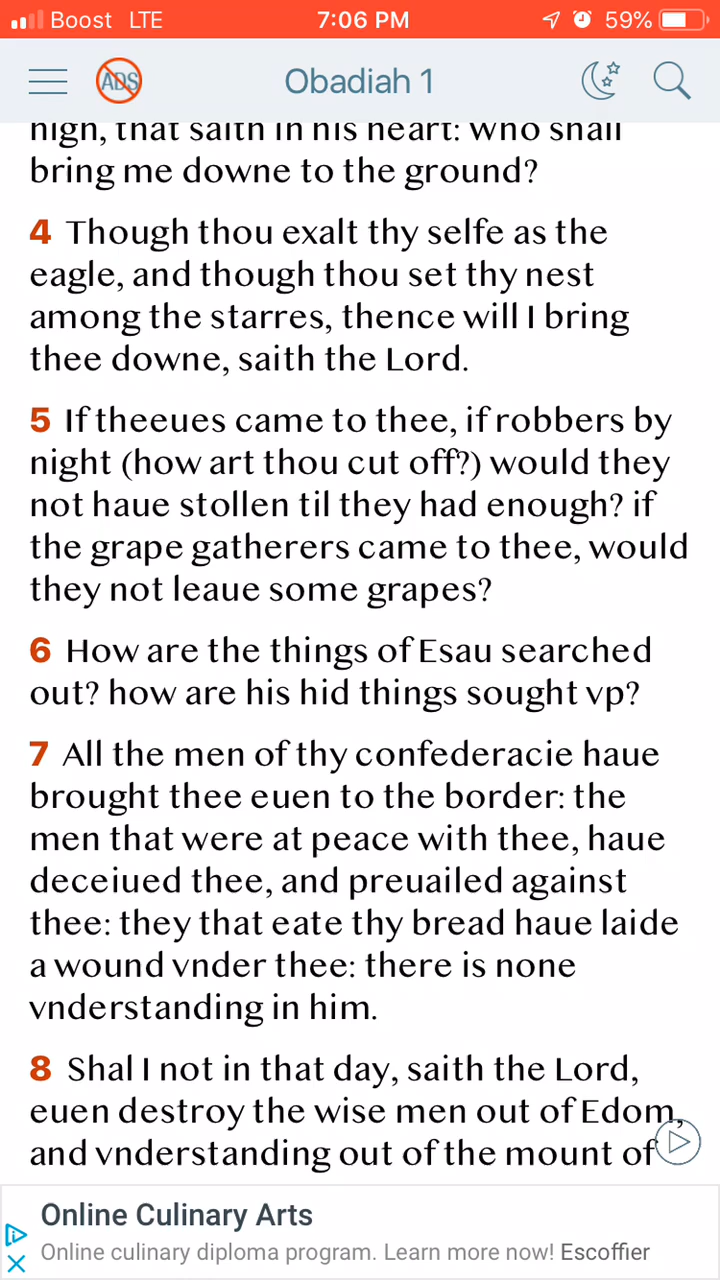 Boost LTE 7:06 PM 59%
ADS Obadiah 1
high, that saith in his heart: Who shall
bring me downe to the ground?
4 Though thou exalt thy selfe as the
eagle, and though thou set thy nest
among the starres, thence will I bring
thee downe, saith the Lord.
5 If theeues came to thee, if robbers by
night (how art thou cut off?) would they
not haue stollen til they had enough? if
the grape gatherers came to thee, would
they not leaue some grapes?
6 How are the things of Esau searched
out? how are his hid things sought vp?
7 All the men of thy confederacie haue
brought thee euen to the border: the
men that were at peace with thee, haue
deceiued thee, and preuailed against
thee: they that eate thy bread haue laide
a wound vnder thee: there is none
vnderstanding in him.
8 Shal I not in that day, saith the Lord,
euen destroy the wise men out of Edom,
and vnderstanding out of the mount of
Online Culinary Arts
Online culinary diploma program. Learn more now! Escoffier